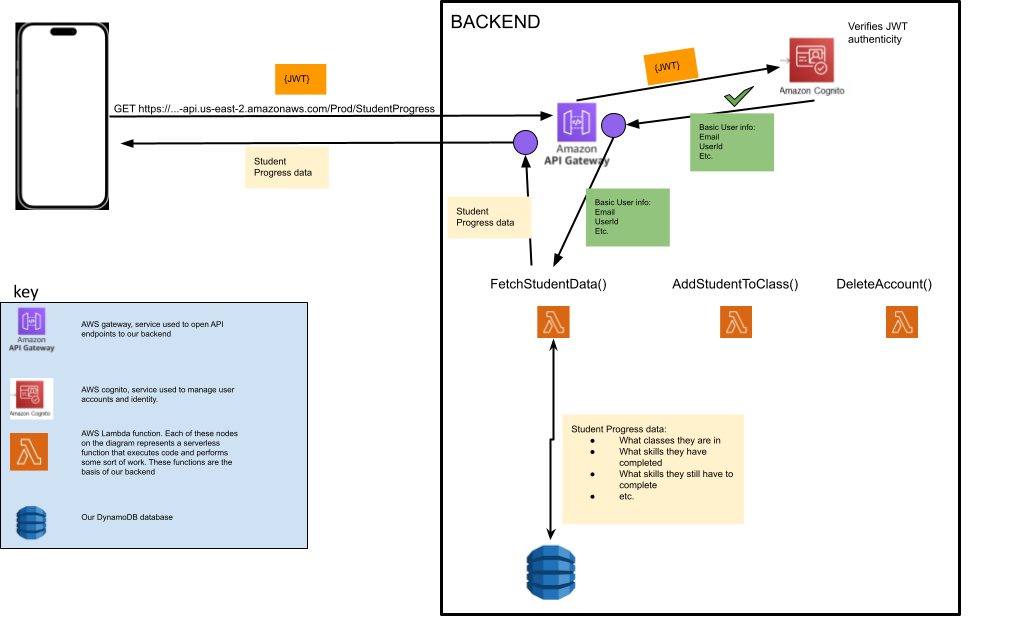 BACKEND
Verifies JWT
authenticity
{JWT}
{JWT}
GET https://...-api.us-east-2.amazonaws.com/Prod/StudentProgress
Amazon Cognito
Amazon
API Gateway
Basic User info:
Email
UserId
Etc.
Student
Progress data
Student
Progress data
Basic User info:
Email
UserId
Etc.
FetchStudentData()
AddStudentToClass()
DeleteAccount()
Student Progress data:
● What classes they are in
● What skills they have
completed
● What skills they still have to
complete
● etc.
key
Amazon
API Gateway
AWS gateway, service used to open API
endpoints to our backend
Amazon Cognito
AWS cognito, service used to manage user
accounts and identity.
AWS Lambda function. Each of these nodes
on the diagram represents a serverless
function that executes code and performs
some sort of work. These functions are the
basis of our backend
Our DynamoDB database